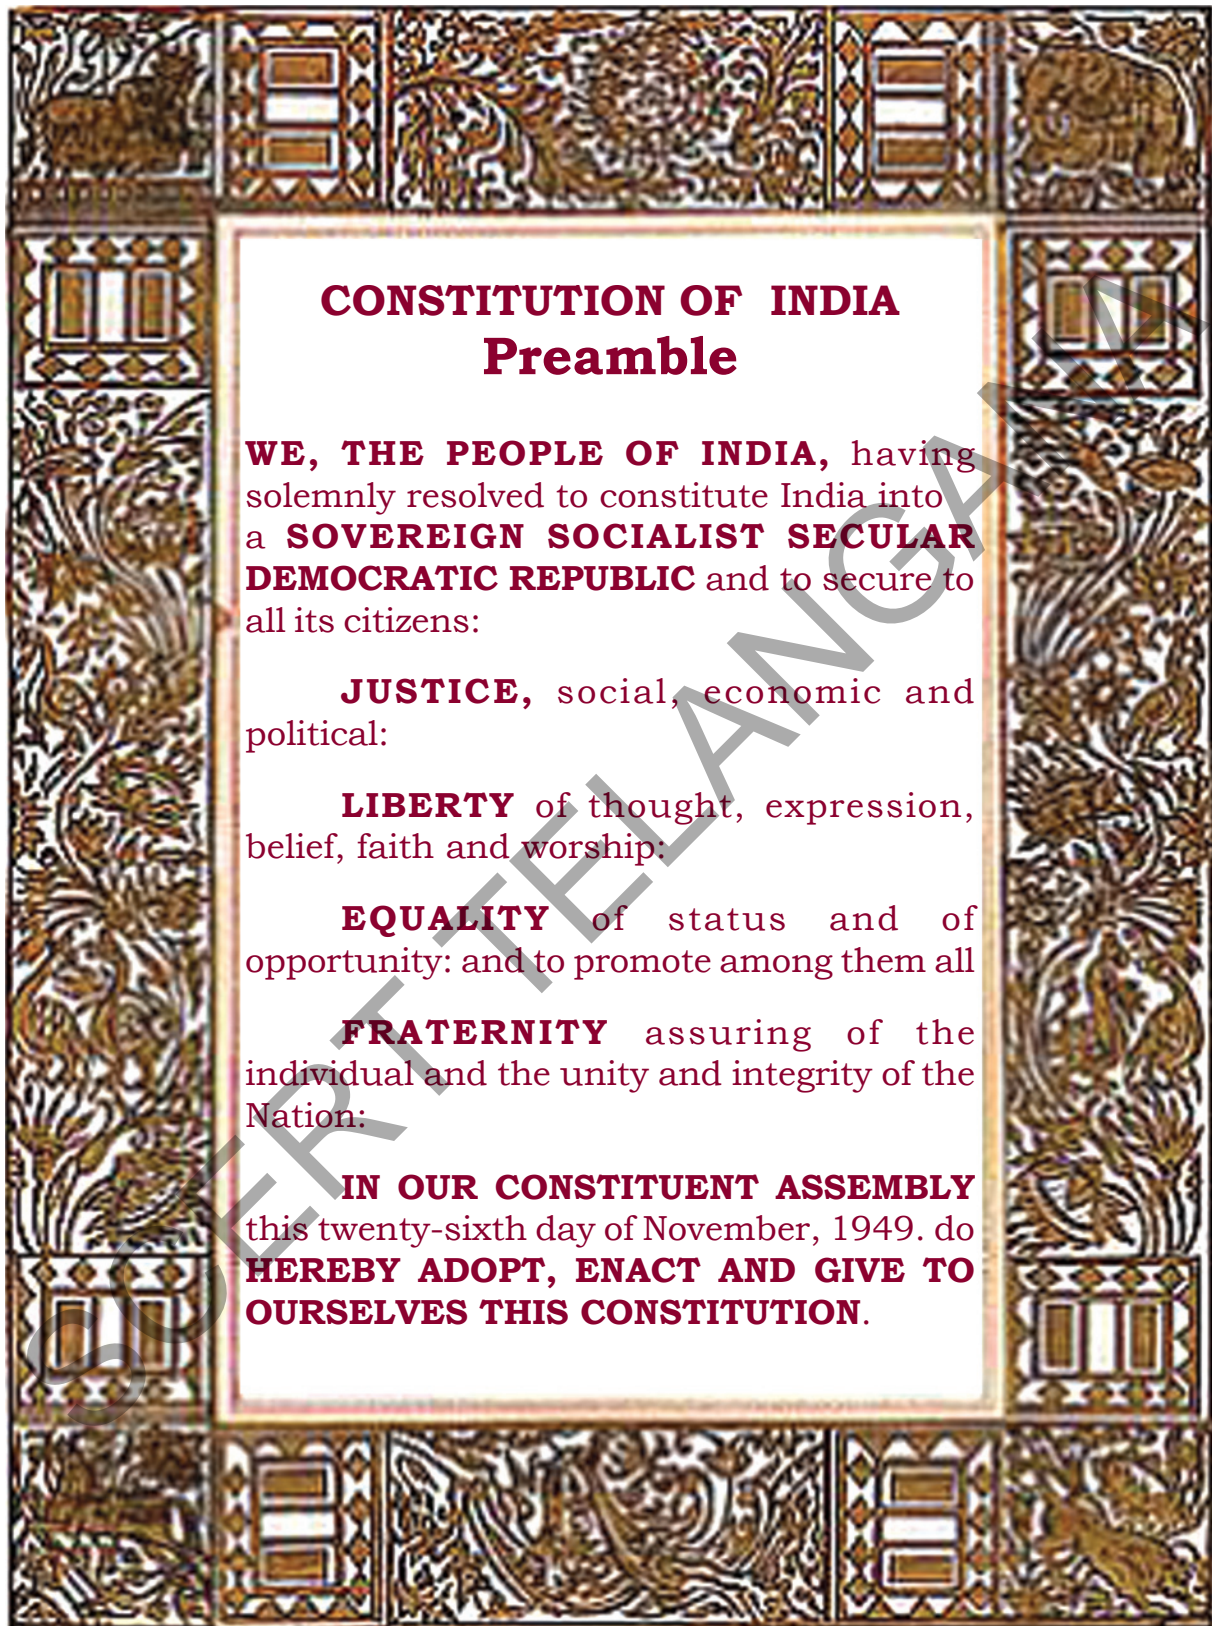 CONSTITUTION OF INDIA
Preamble
WE, THE PEOPLE OF INDIA, having
solemnly resolved to constitute India into
a SOVEREIGN SOCIALIST SECULAR
DEMOCRATIC REPUBLIC and to secure to
all its citizens:
JUSTICE, social, economic and
political:
LIBERTY of thought, expression,
belief, faith and worship:
EQUALITY of status and of
opportunity: and to promote among them all
FRATERNITY assuring of the
individual and the unity and integrity of the
Nation:
IN OUR CONSTITUENT ASSEMBLY
this twenty-sixth day of November, 1949. do
HEREBY ADOPT, ENACT AND GIVE TO
OURSELVES THIS CONSTITUTION.
SCERT TELANGANA